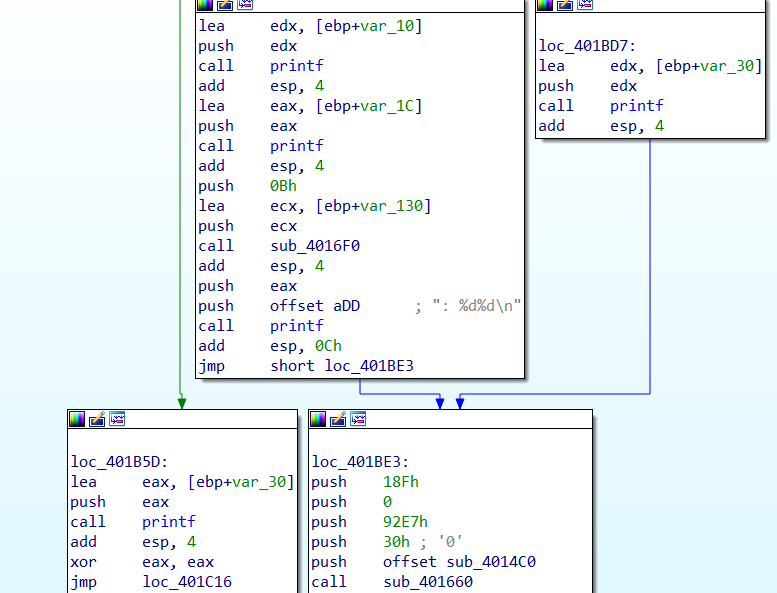 lea edx, [ebp+var_10]
push edx
call printf
add esp, 4
lea eax, [ebp+var_1C]
push eax
call printf
add esp, 4
push 0Bh
lea ecx, [ebp+var_130]
push ecx
call sub_4016F0
add esp, 4
push eax
push offset aDD ; ": %d%d\n"
call printf
add esp, 0Ch
jmp short loc_401BE3
loc_401BD7:
lea edx, [ebp+var_30]
push edx
call printf
add esp, 4
loc_401B5D:
lea eax, [ebp+var_30]
push eax
call printf
add esp, 4
xor eax, eax
jmp loc_401C16
loc_401BE3:
push 18Fh
push 0
push 92E7h
push 30h ; '0'
push offset sub_4014C0
call sub_401660